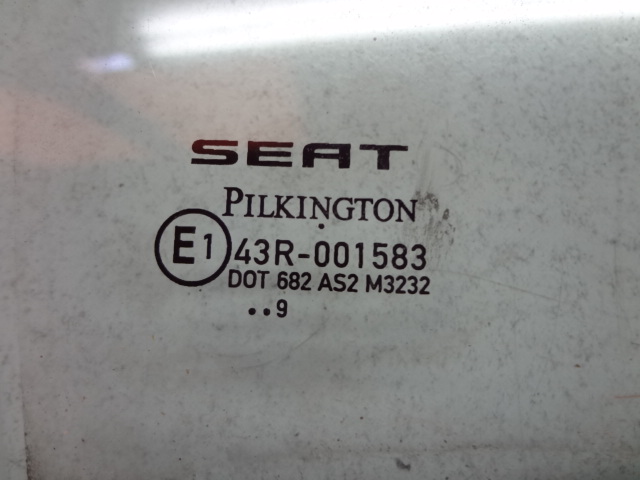 SEAT
PILKINGTON
E1 43R-001583
DOT 682 AS2 M3232
..9